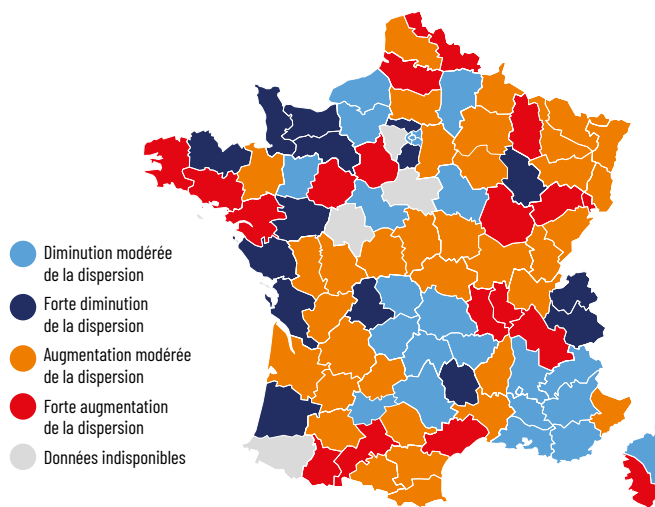 Diminution modérée
de la dispersion
Forte diminution
de la dispersion
Augmentation modérée
de la dispersion
Forte augmentation
de la dispersion
Données indisponibles